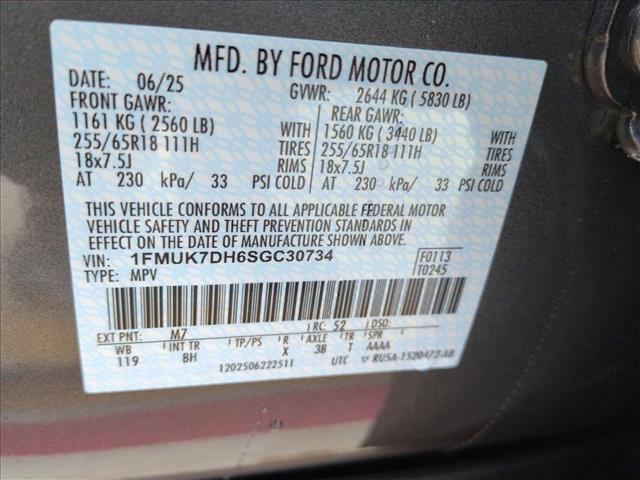 MFD. BY FORD MOTOR CO.
DATE: 06/25 GVWR: 2644 KG ( 5830 LB)
FRONT GAWR: REAR GAWR:
1161 KG ( 2560 LB) WITH 1560 KG ( 3440 LB) WITH
255/65R18 111H TIRES 255/65R18 111H TIRES
18x7.5J RIMS 18x7.5J RIMS
AT 230 kPa/ 33 PSI COLD AT 230 kPa/ 33 PSI COLD
THIS VEHICLE CONFORMS TO ALL APPLICABLE FEDERAL MOTOR
VEHICLE SAFETY AND THEFT PREVENTION STANDARDS
IN EFFECT ON THE DATE OF MANUFACTURE SHOWN ABOVE.
VIN: 1FMUK7DH6SGC30734 F0113
TYPE: MPV T0245
EXT PNT: M7 RC: 52 DSO:
WB INT TR TP/PS R AXLE TR SPR
119 8H X 3B T AAAA
1202506222511 UTC RU5A-1520472-AB